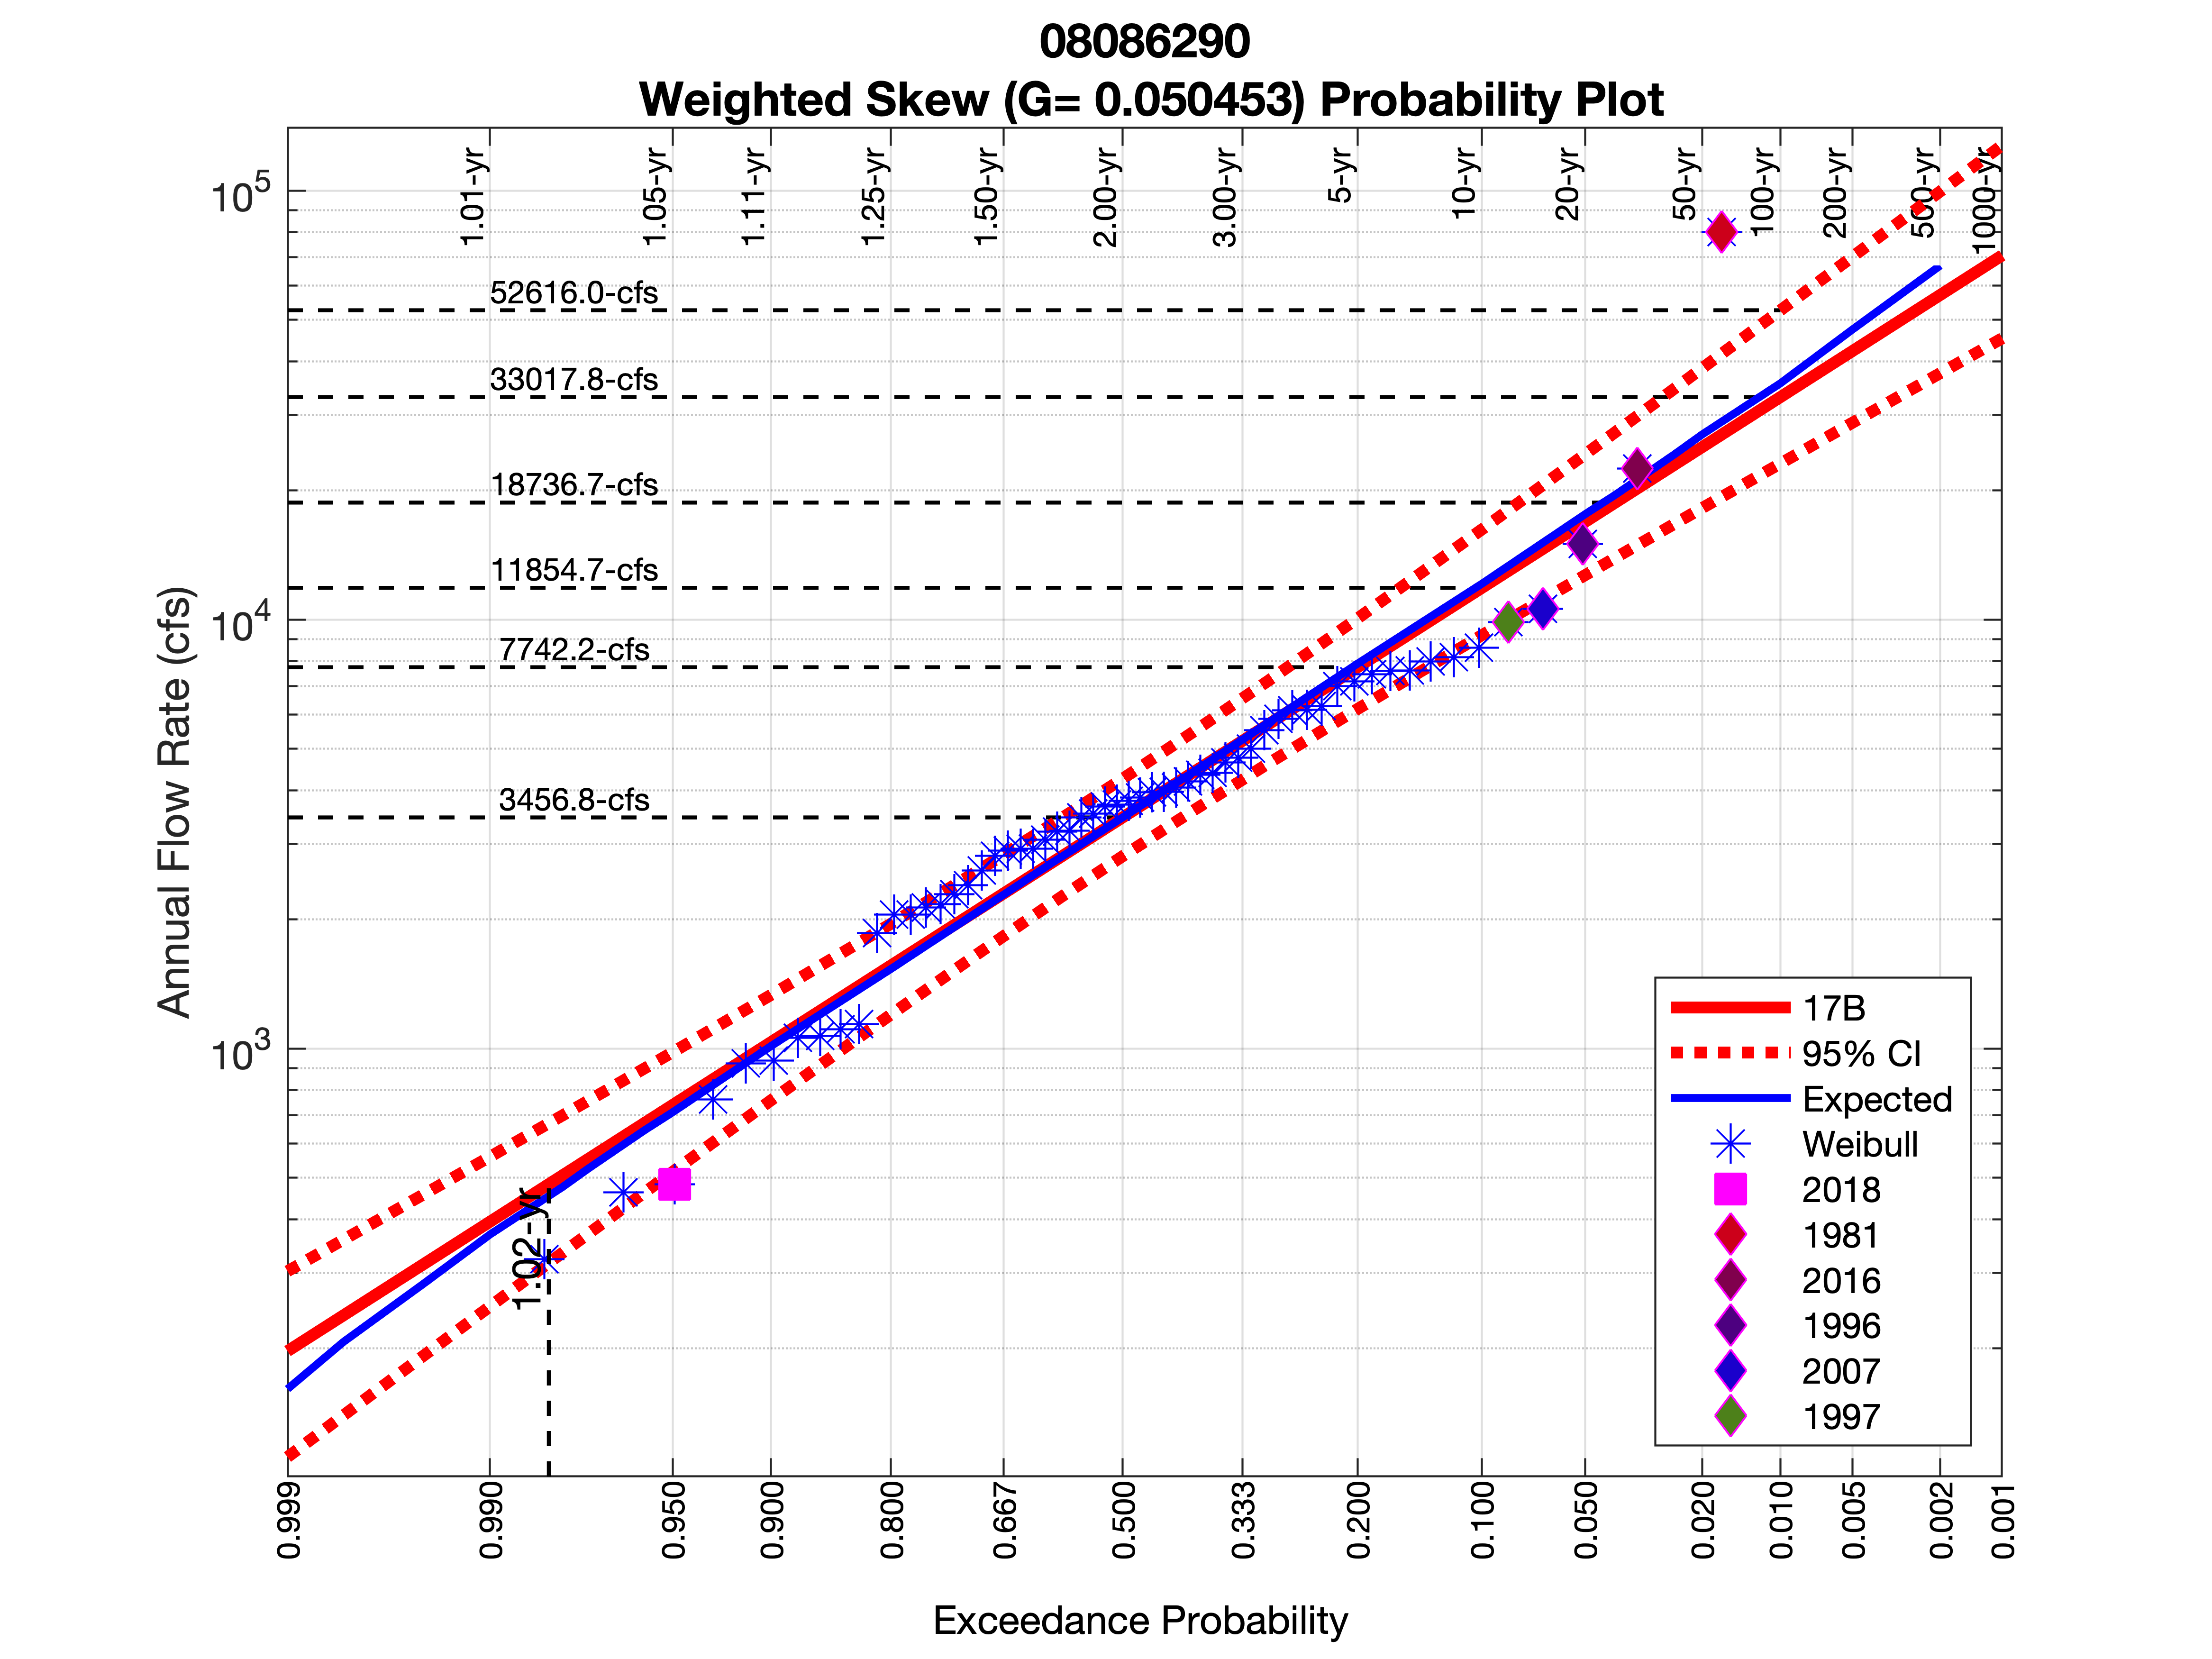 08086290
Weighted Skew (G= 0.050453) Probability Plot
1.01-yr
1.05-yr
1.11-yr
1.25-yr
1.50-yr
2.000-yr
3.00-yr
5-yr
10-yr
20-yr
50-yr
100-yr
200-yr
500-yr
1000-yr
10^5
10^4
10^3
Annual Flow Rate (cfs)
52616.0-cfs
33017.8-cfs
18736.7-cfs
11854.7-cfs
7742.2-cfs
3456.8-cfs
1.02-yr
17B
95% CI
Expected
Weibull
2018
1981
2016
1996
2007
1997
0.999
0.990
0.950
0.900
0.800
0.667
0.500
0.333
0.200
0.100
0.050
0.020
0.010
0.005
0.002
0.001
Exceedance Probability